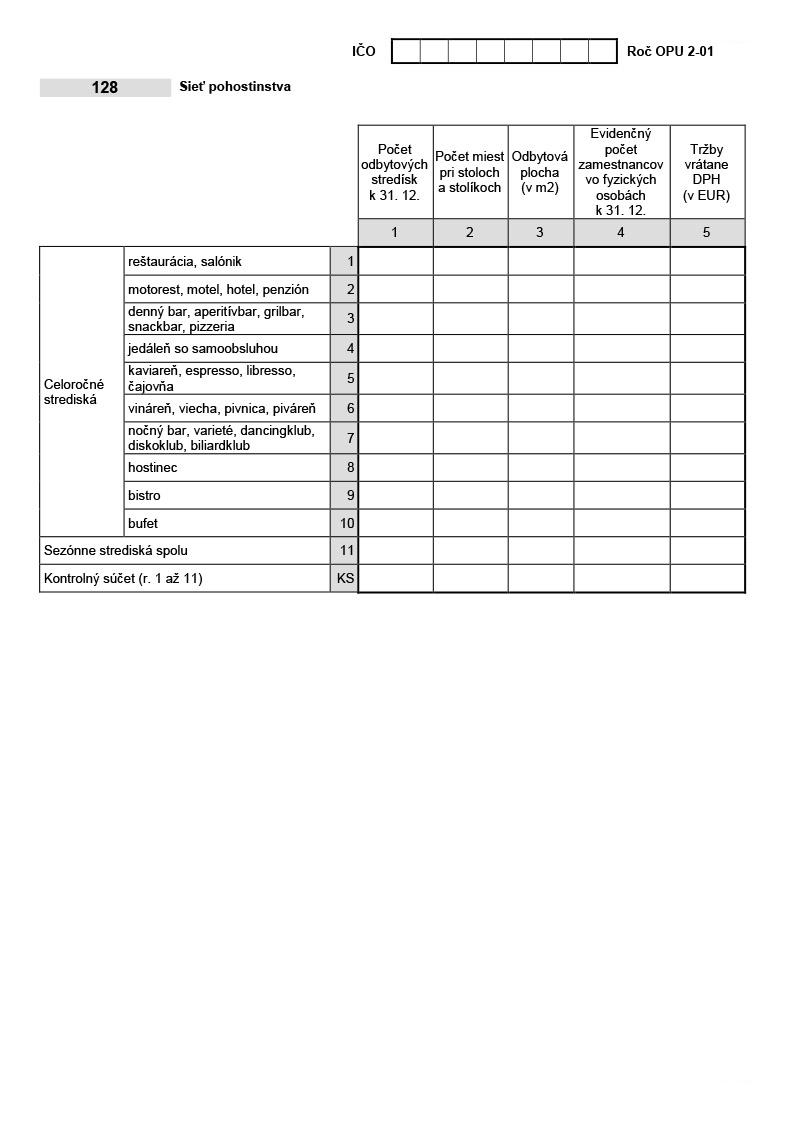 IČO Roč OPU 2-01
128 Sieť pohostinstva
Počet
odbytových
stredísk
k 31. 12.
Počet miest
pri stoloch
a stolíkoch
Odbytová
plocha
(v m2)
Evidenčný
počet
zamestnancov
vo fyzických
osobách
k 31. 12.
Tržby
vrátane
DPH
(v EUR)
1 2 3 4 5
Celoročné
strediská
reštaurácia, salónik 1
motorest, motel, hotel, penzión 2
denný bar, aperitívbar, grilbar,
snackbar, pizzeria 3
jedáleň so samoobsluhou 4
kaviareň, espresso, libresso,
čajovňa 5
vináreň, viecha, pivnica, piváreň 6
nočný bar, varieté, dancingklub,
diskoklub, biliardklub 7
hostinec 8
bistro 9
bufet 10
Sezónne strediská spolu 11
Kontrolný súčet (r. 1 až 11) KS